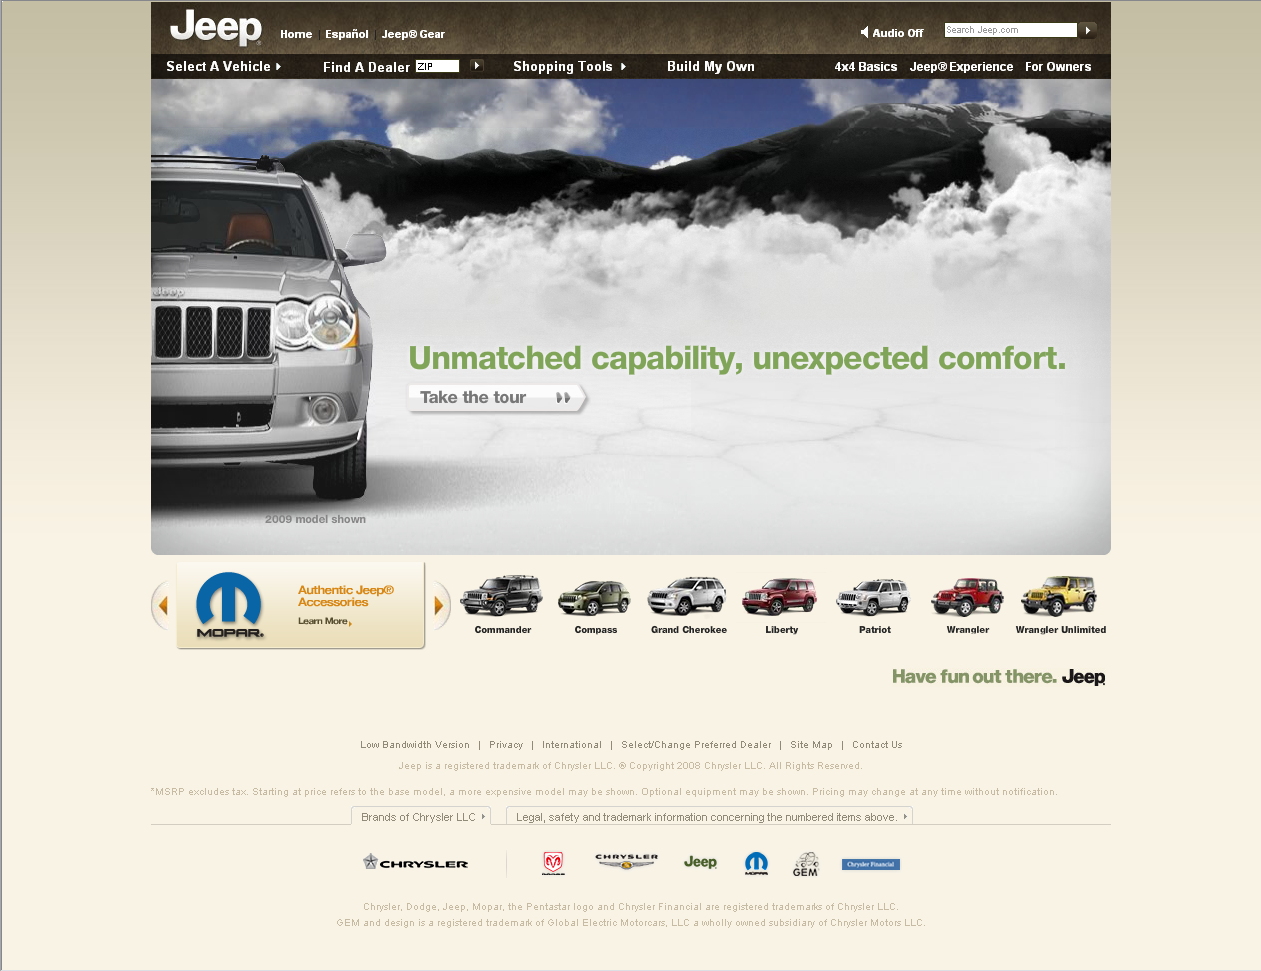 Jeep
Home | Español | Jeep® Gear
Audio Off
Search Jeep.com
Select A Vehicle
Find A Dealer ZIP
Shopping Tools
Build My Own
4x4 Basics
Jeep® Experience
For Owners
Jeep
Unmatched capability, unexpected comfort.
Take the tour
2009 model shown
MOPAR.
Authentic Jeep®
Accessories
Learn More
Commander
Compass
Grand Cherokee
Liberty
Patriot
Wrangler
Wrangler Unlimited
Have fun out there. Jeep
Low Bandwidth Version | Privacy | International | Select/Change Preferred Dealer | Site Map | Contact Us
Jeep is a registered trademark of Chrysler LLC. © Copyright 2008 Chrysler LLC. All Rights Reserved.
*MSRP excludes tax. Starting at price refers to the base model, a more expensive model may be shown. Optional equipment may be shown. Pricing may change at any time without notification.
Brands of Chrysler LLC
Legal, safety and trademark information concerning the numbered items above.
CHRYSLER
CHRYSLER
Jeep
MOPAR
GEM
Chrysler Financial
Chrysler, Dodge, Jeep, Mopar, the Pentastar logo and Chrysler Financial are registered trademarks of Chrysler LLC.
GEM and design is a registered trademark of Global Electric Motorcars, LLC a wholly owned subsidiary of Chrysler Motors LLC.